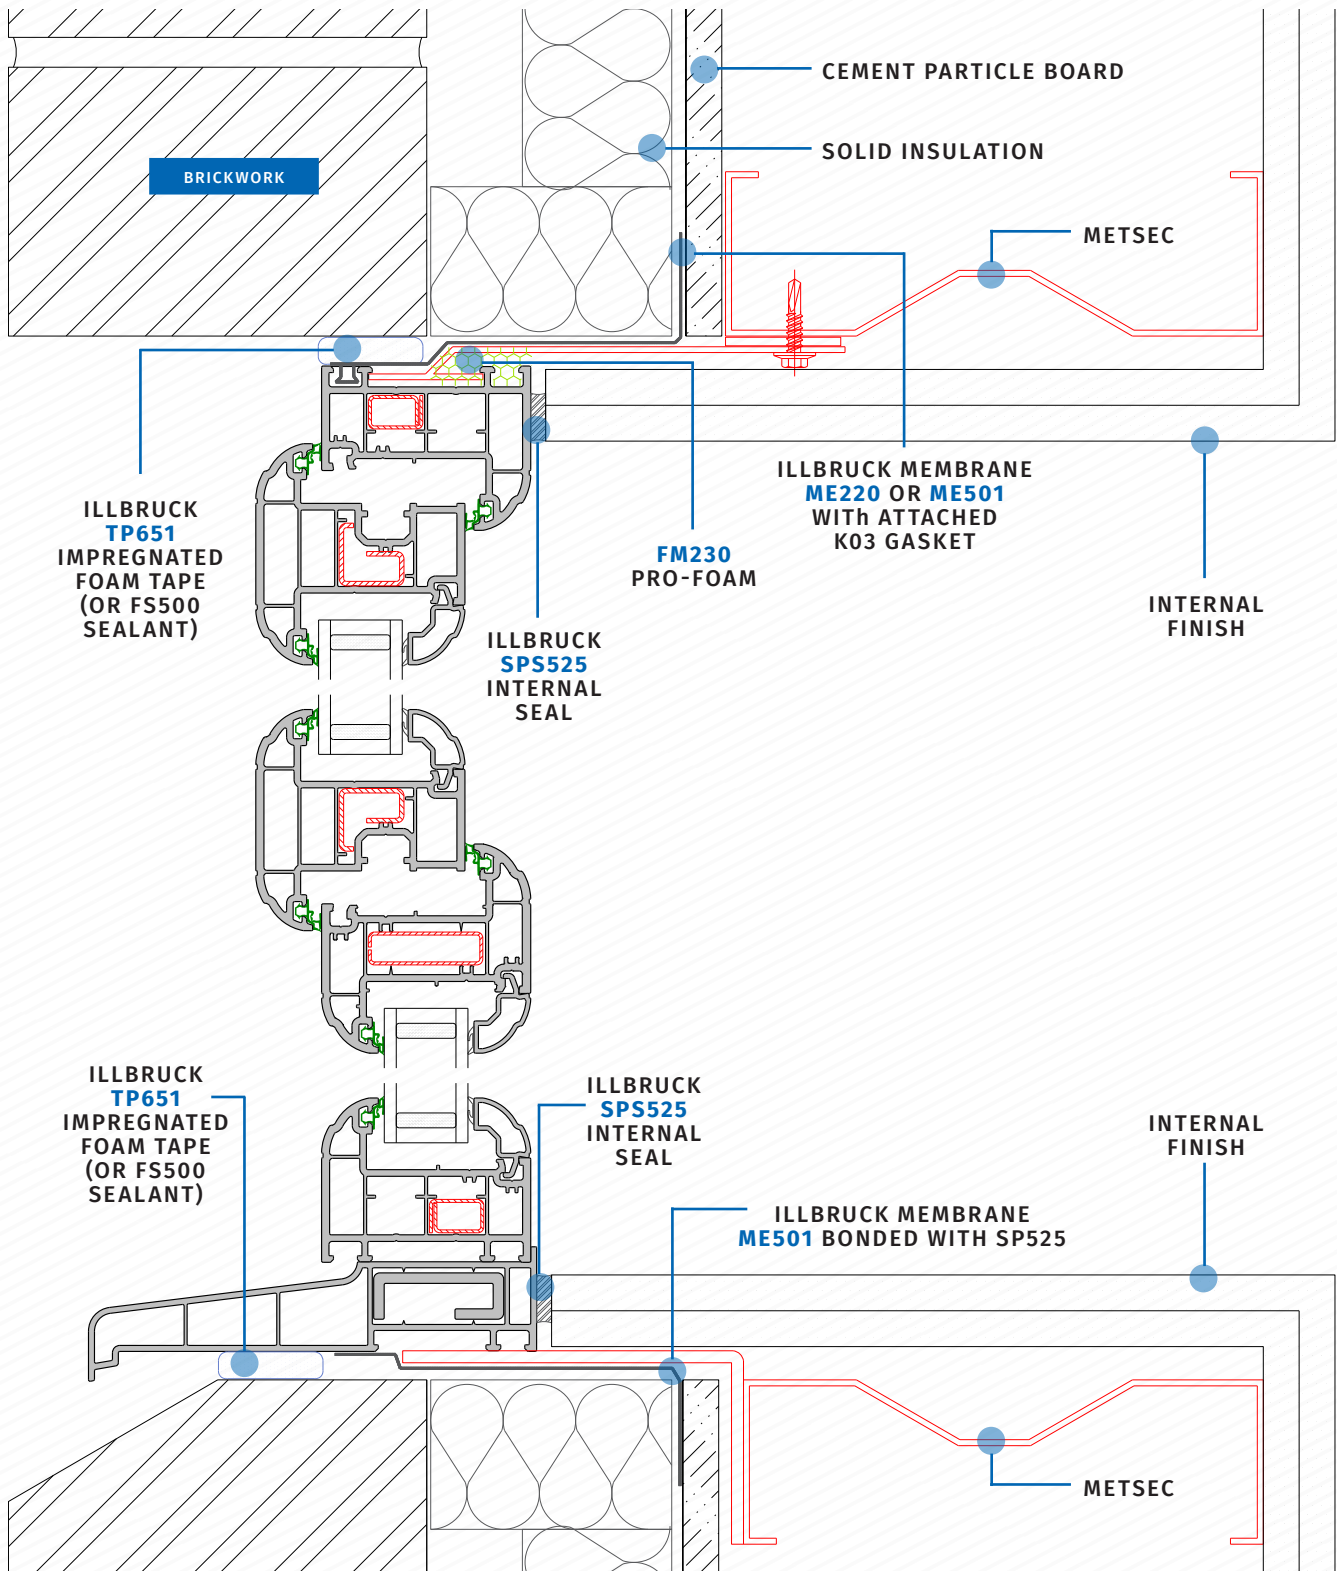 CEMENT PARTICLE BOARD
SOLID INSULATION
BRICKWORK
METSEC
ILLBRUCK MEMBRANE
ME220 OR ME501
WITh ATTACHED
K03 GASKET
ILLBRUCK
TP651
IMPREGNATED
FOAM TAPE
(OR FS500
SEALANT)
FM230
PRO-FOAM
INTERNAL
FINISH
ILLBRUCK
SPS525
INTERNAL
SEAL
ILLBRUCK
TP651
IMPREGNATED
FOAM TAPE
(OR FS500
SEALANT)
ILLBRUCK
SPS525
INTERNAL
SEAL
INTERNAL
FINISH
ILLBRUCK MEMBRANE
ME501 BONDED WITH SP525
METSEC